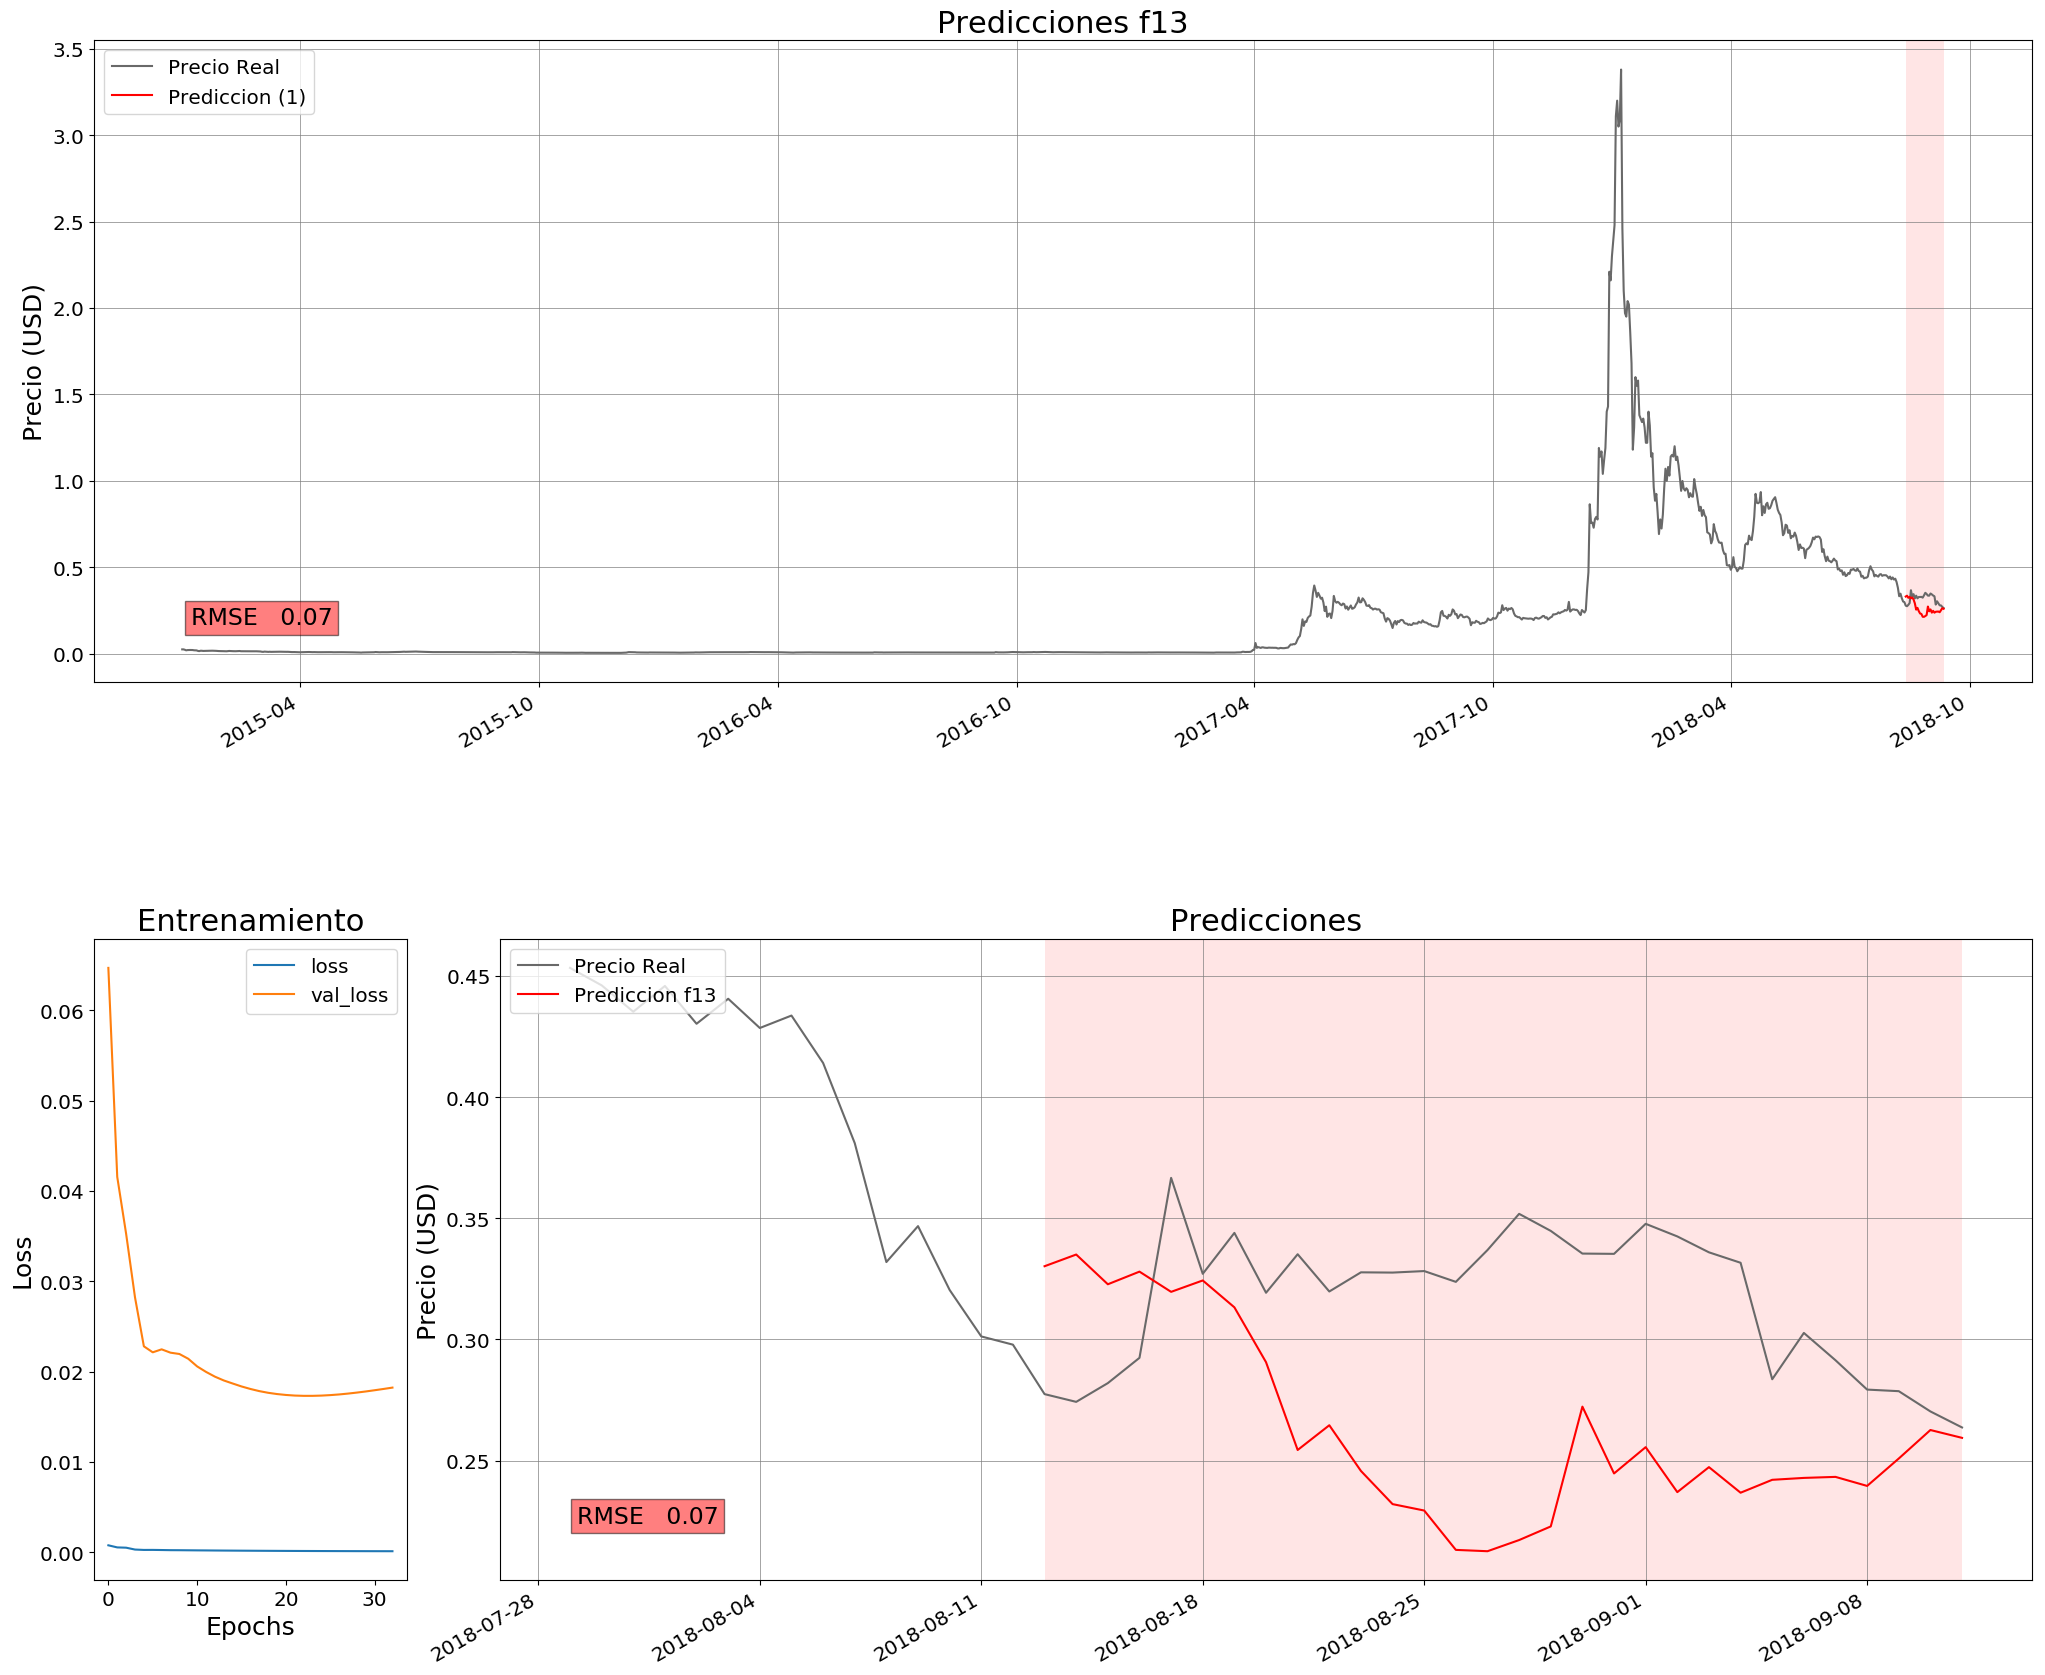 Predicciones f13
Precio (USD)
3.5
3.0
2.5
2.0
1.5
1.0
0.5
0.0
Precio Real
Prediccion (1)
RMSE 0.07
2015-04
2015-10
2016-04
2016-10
2017-04
2017-10
2018-04
2018-10
Entrenamiento
Loss
0.06
0.05
0.04
0.03
0.02
0.01
0.00
loss
val_loss
0
10
20
30
Epochs
Predicciones
Precio (USD)
0.45
0.40
0.35
0.30
0.25
Precio Real
Prediccion f13
RMSE 0.07
2018-07-28
2018-08-04
2018-08-11
2018-08-18
2018-08-25
2018-09-01
2018-09-08